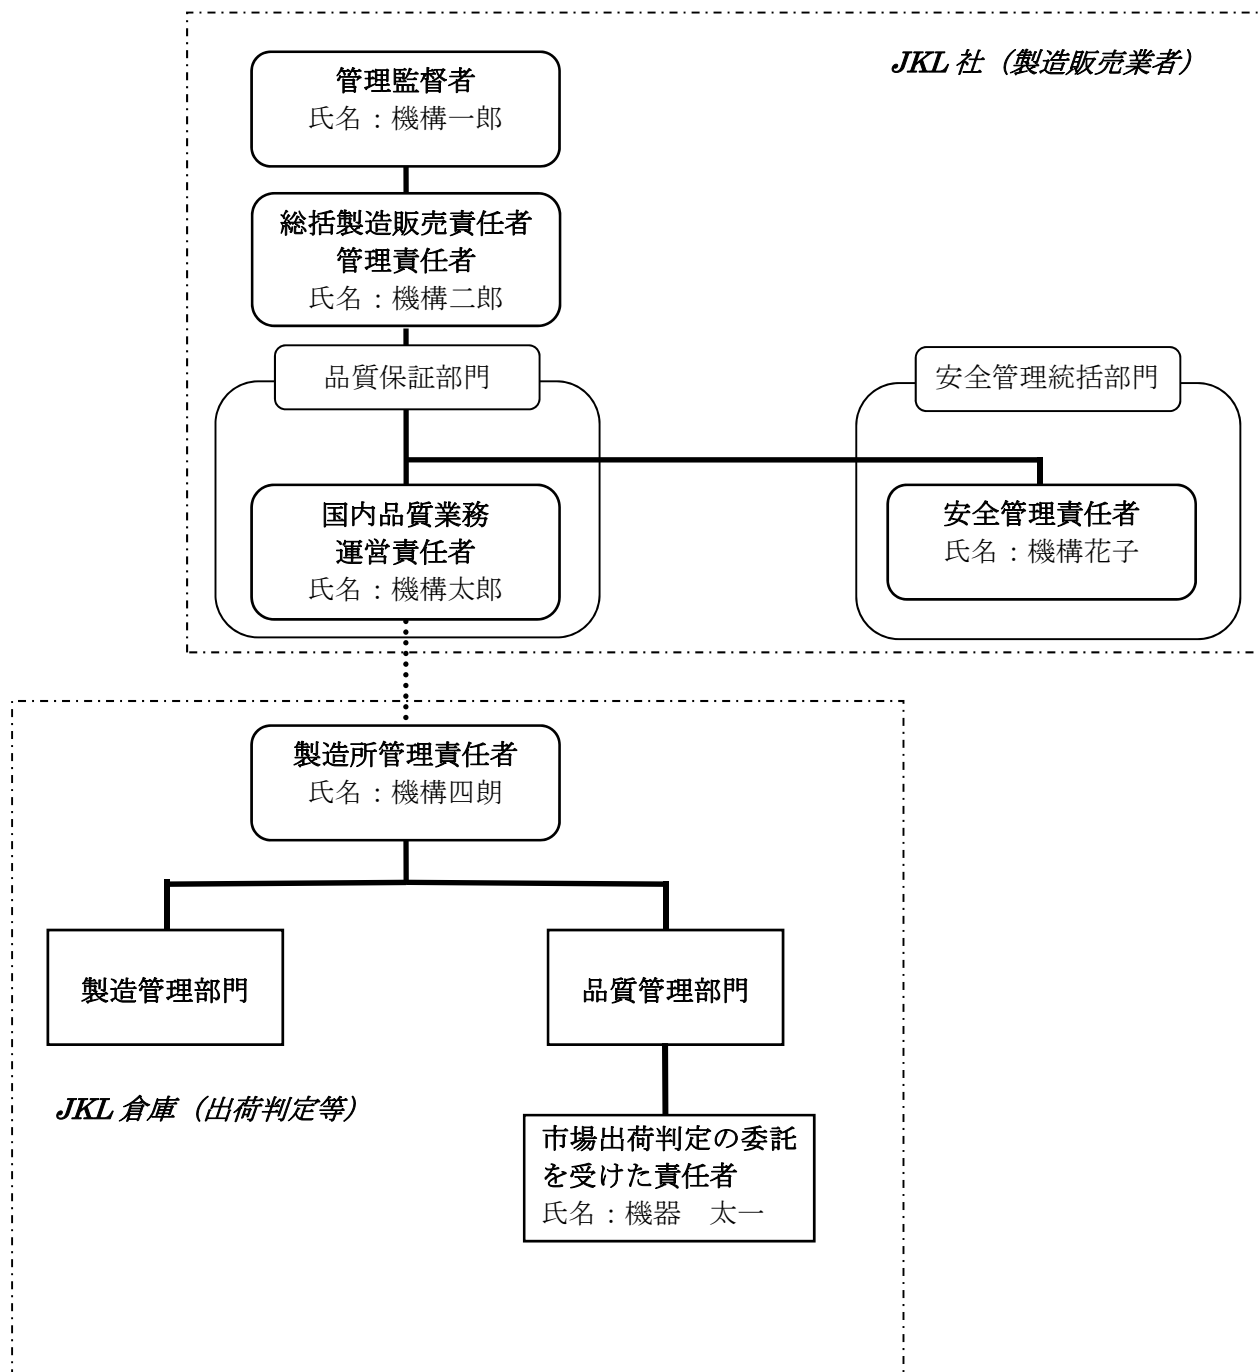 JKL 社（製造販売業者）
管理監督者
氏名：機構一郎
総括製造販売責任者
管理責任者
氏名：機構二郎
品質保証部門
安全管理統括部門
国内品質業務
運営責任者
氏名：機構太郎
安全管理責任者
氏名：機構花子
製造所管理責任者
氏名：機構四朗
製造管理部門
品質管理部門
JKL 倉庫（出荷判定等）
市場出荷判定の委託
を受けた責任者
氏名：機器　太一